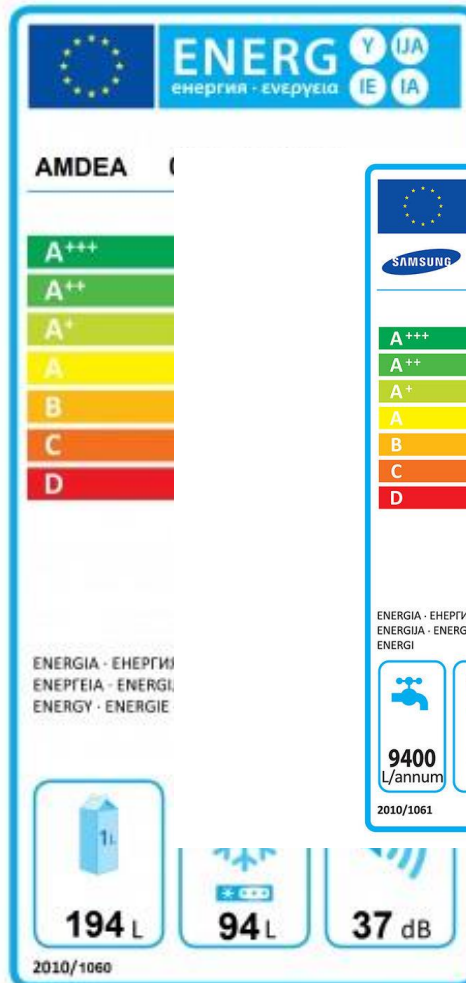 ENERG Y IJA
енергия · ενεργεια IE IA
AMDEA
A+++
A++
A+
A
B
C
D
ENERGIA · ЕНЕРГИЯ
ΕΝΕΡΓΕΙΑ · ENERGIJ
ENERGY · ENERGIE
1L
194 L
94 L
37 dB
2010/1060
SAMSUNG
A+++
A++
A+
A
B
C
D
ENERGIA · ЕНЕРГИ
ENERGIJA · ENERG
ENERGI
9400
L/annum
2010/1061